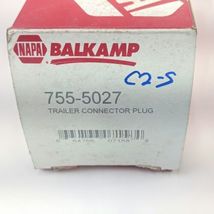 NAPA BALKAMP
C2-S
755-5027
TRAILER CONNECTOR PLUG